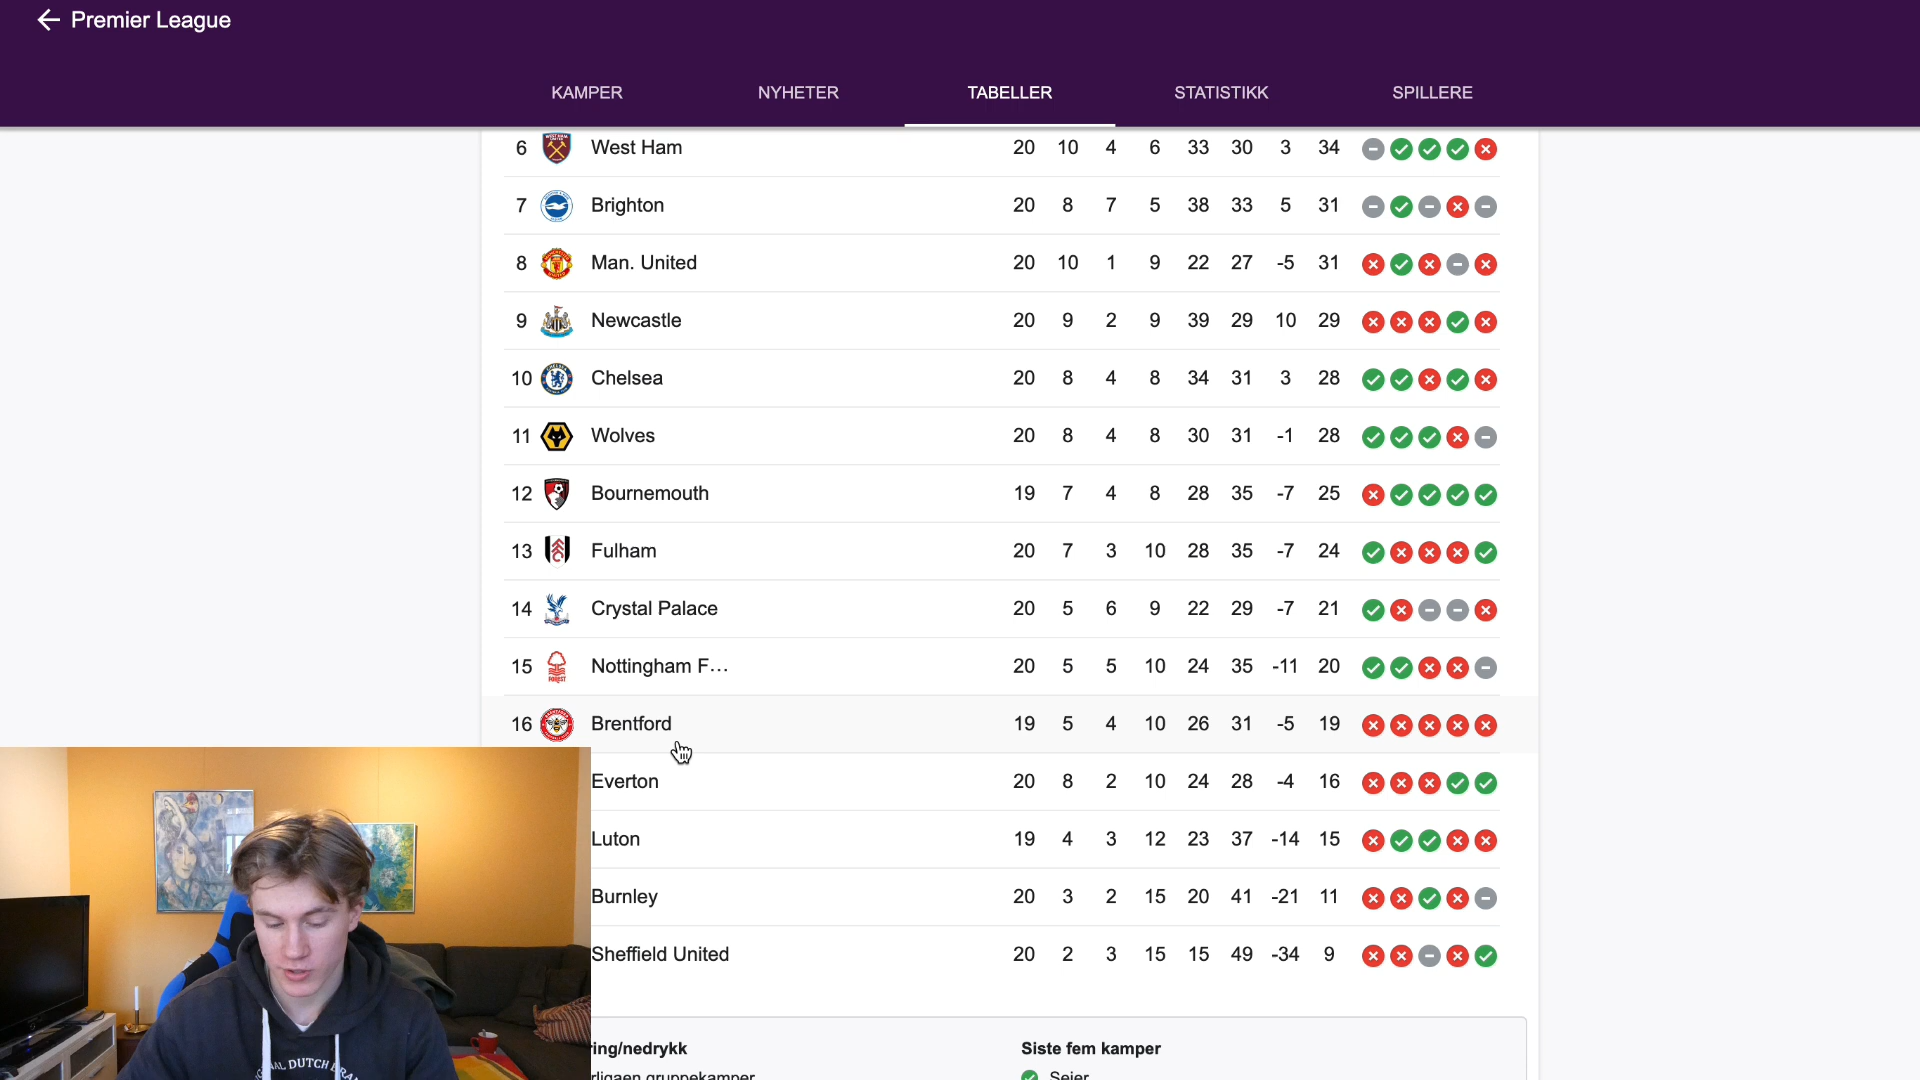 Premier League
KAMPER NYHETER TABELLER STATISTIKK SPILLERE
6 West Ham 20 10 4 6 33 30 3 34
7 Brighton 20 8 7 5 38 33 5 31
8 Man. United 20 10 1 9 22 27 -5 31
9 Newcastle 20 9 2 9 39 29 10 29
10 Chelsea 20 8 4 8 34 31 3 28
11 Wolves 20 8 4 8 30 31 -1 28
12 Bournemouth 19 7 4 8 28 35 -7 25
13 Fulham 20 7 3 10 28 35 -7 24
14 Crystal Palace 20 5 6 9 22 29 -7 21
15 Nottingham F... 20 5 5 10 24 35 -11 20
16 Brentford 19 5 4 10 26 31 -5 19
Everton 20 8 2 10 24 28 -4 16
Luton 19 4 3 12 23 37 -14 15
Burnley 20 3 2 15 20 41 -21 11
Sheffield United 20 2 3 15 15 49 -34 9
ring/nedrykk Siste fem kamper
rligaen gruppekamper Seier
DUTCH